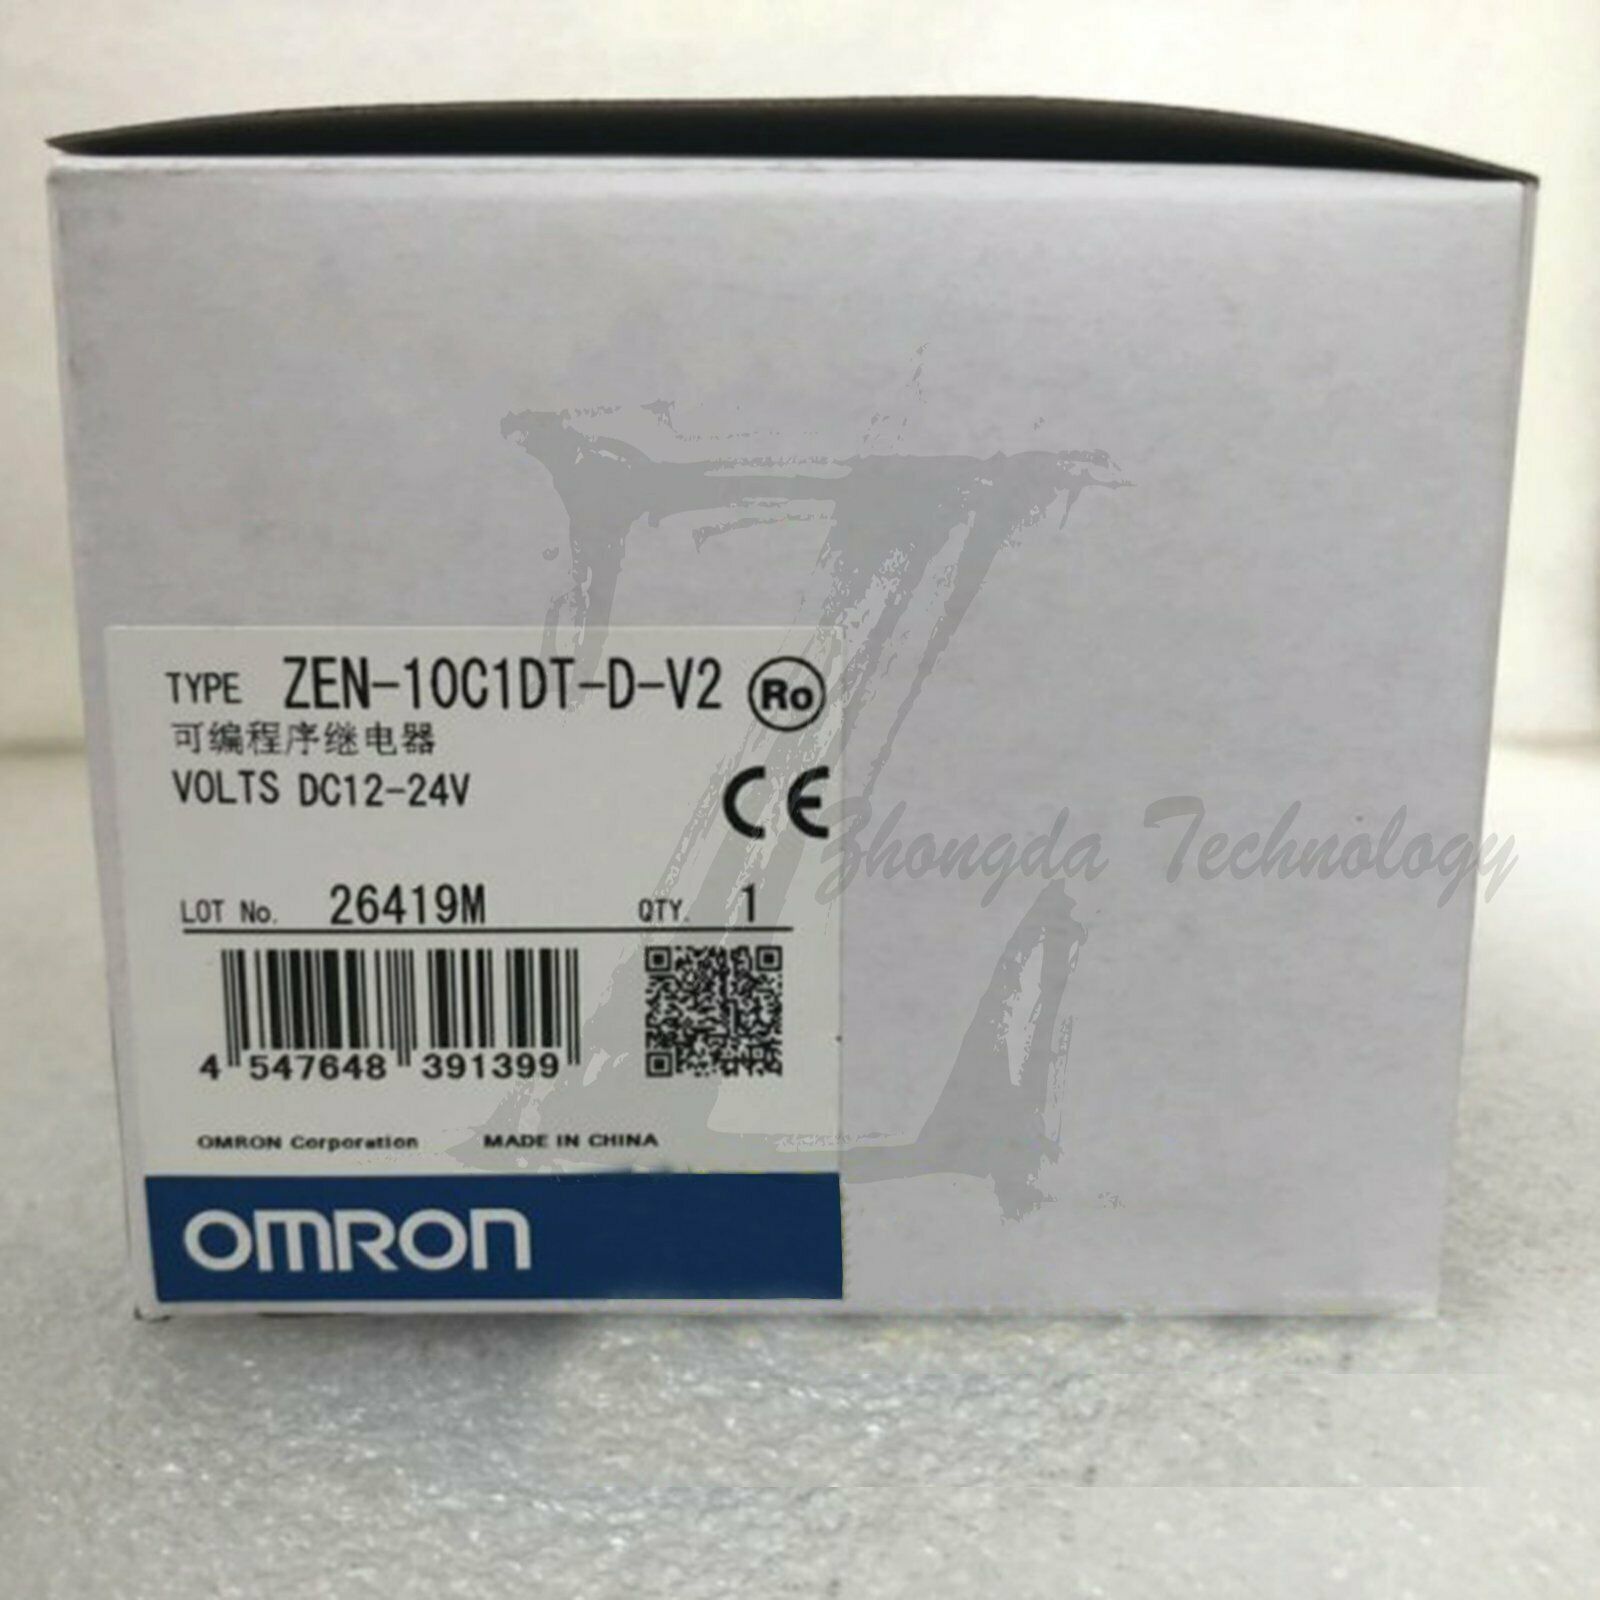 TYPE ZEN-10C1DT-D-V2 Ro
可编程序继电器
VOLTS DC12-24V
CE
Zhongda Technology
LOT No. 26419M QTY. 1
4 547648 391399
OMRON Corporation MADE IN CHINA
OMRON